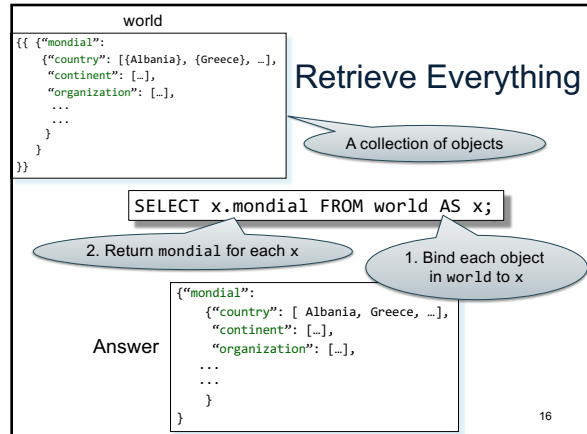 world
{{ {“mondial”:
{“country”: [{Albania}, {Greece}, …],
“continent”: […],
“organization”: […],
...
...
}
}
}}
Retrieve Everything
A collection of objects
SELECT x.mondial FROM world AS x;
2. Return mondial for each x
1. Bind each object
in world to x
Answer
{“mondial”:
{“country”: [ Albania, Greece, …],
“continent”: […],
“organization”: […],
...
...
}
}
16